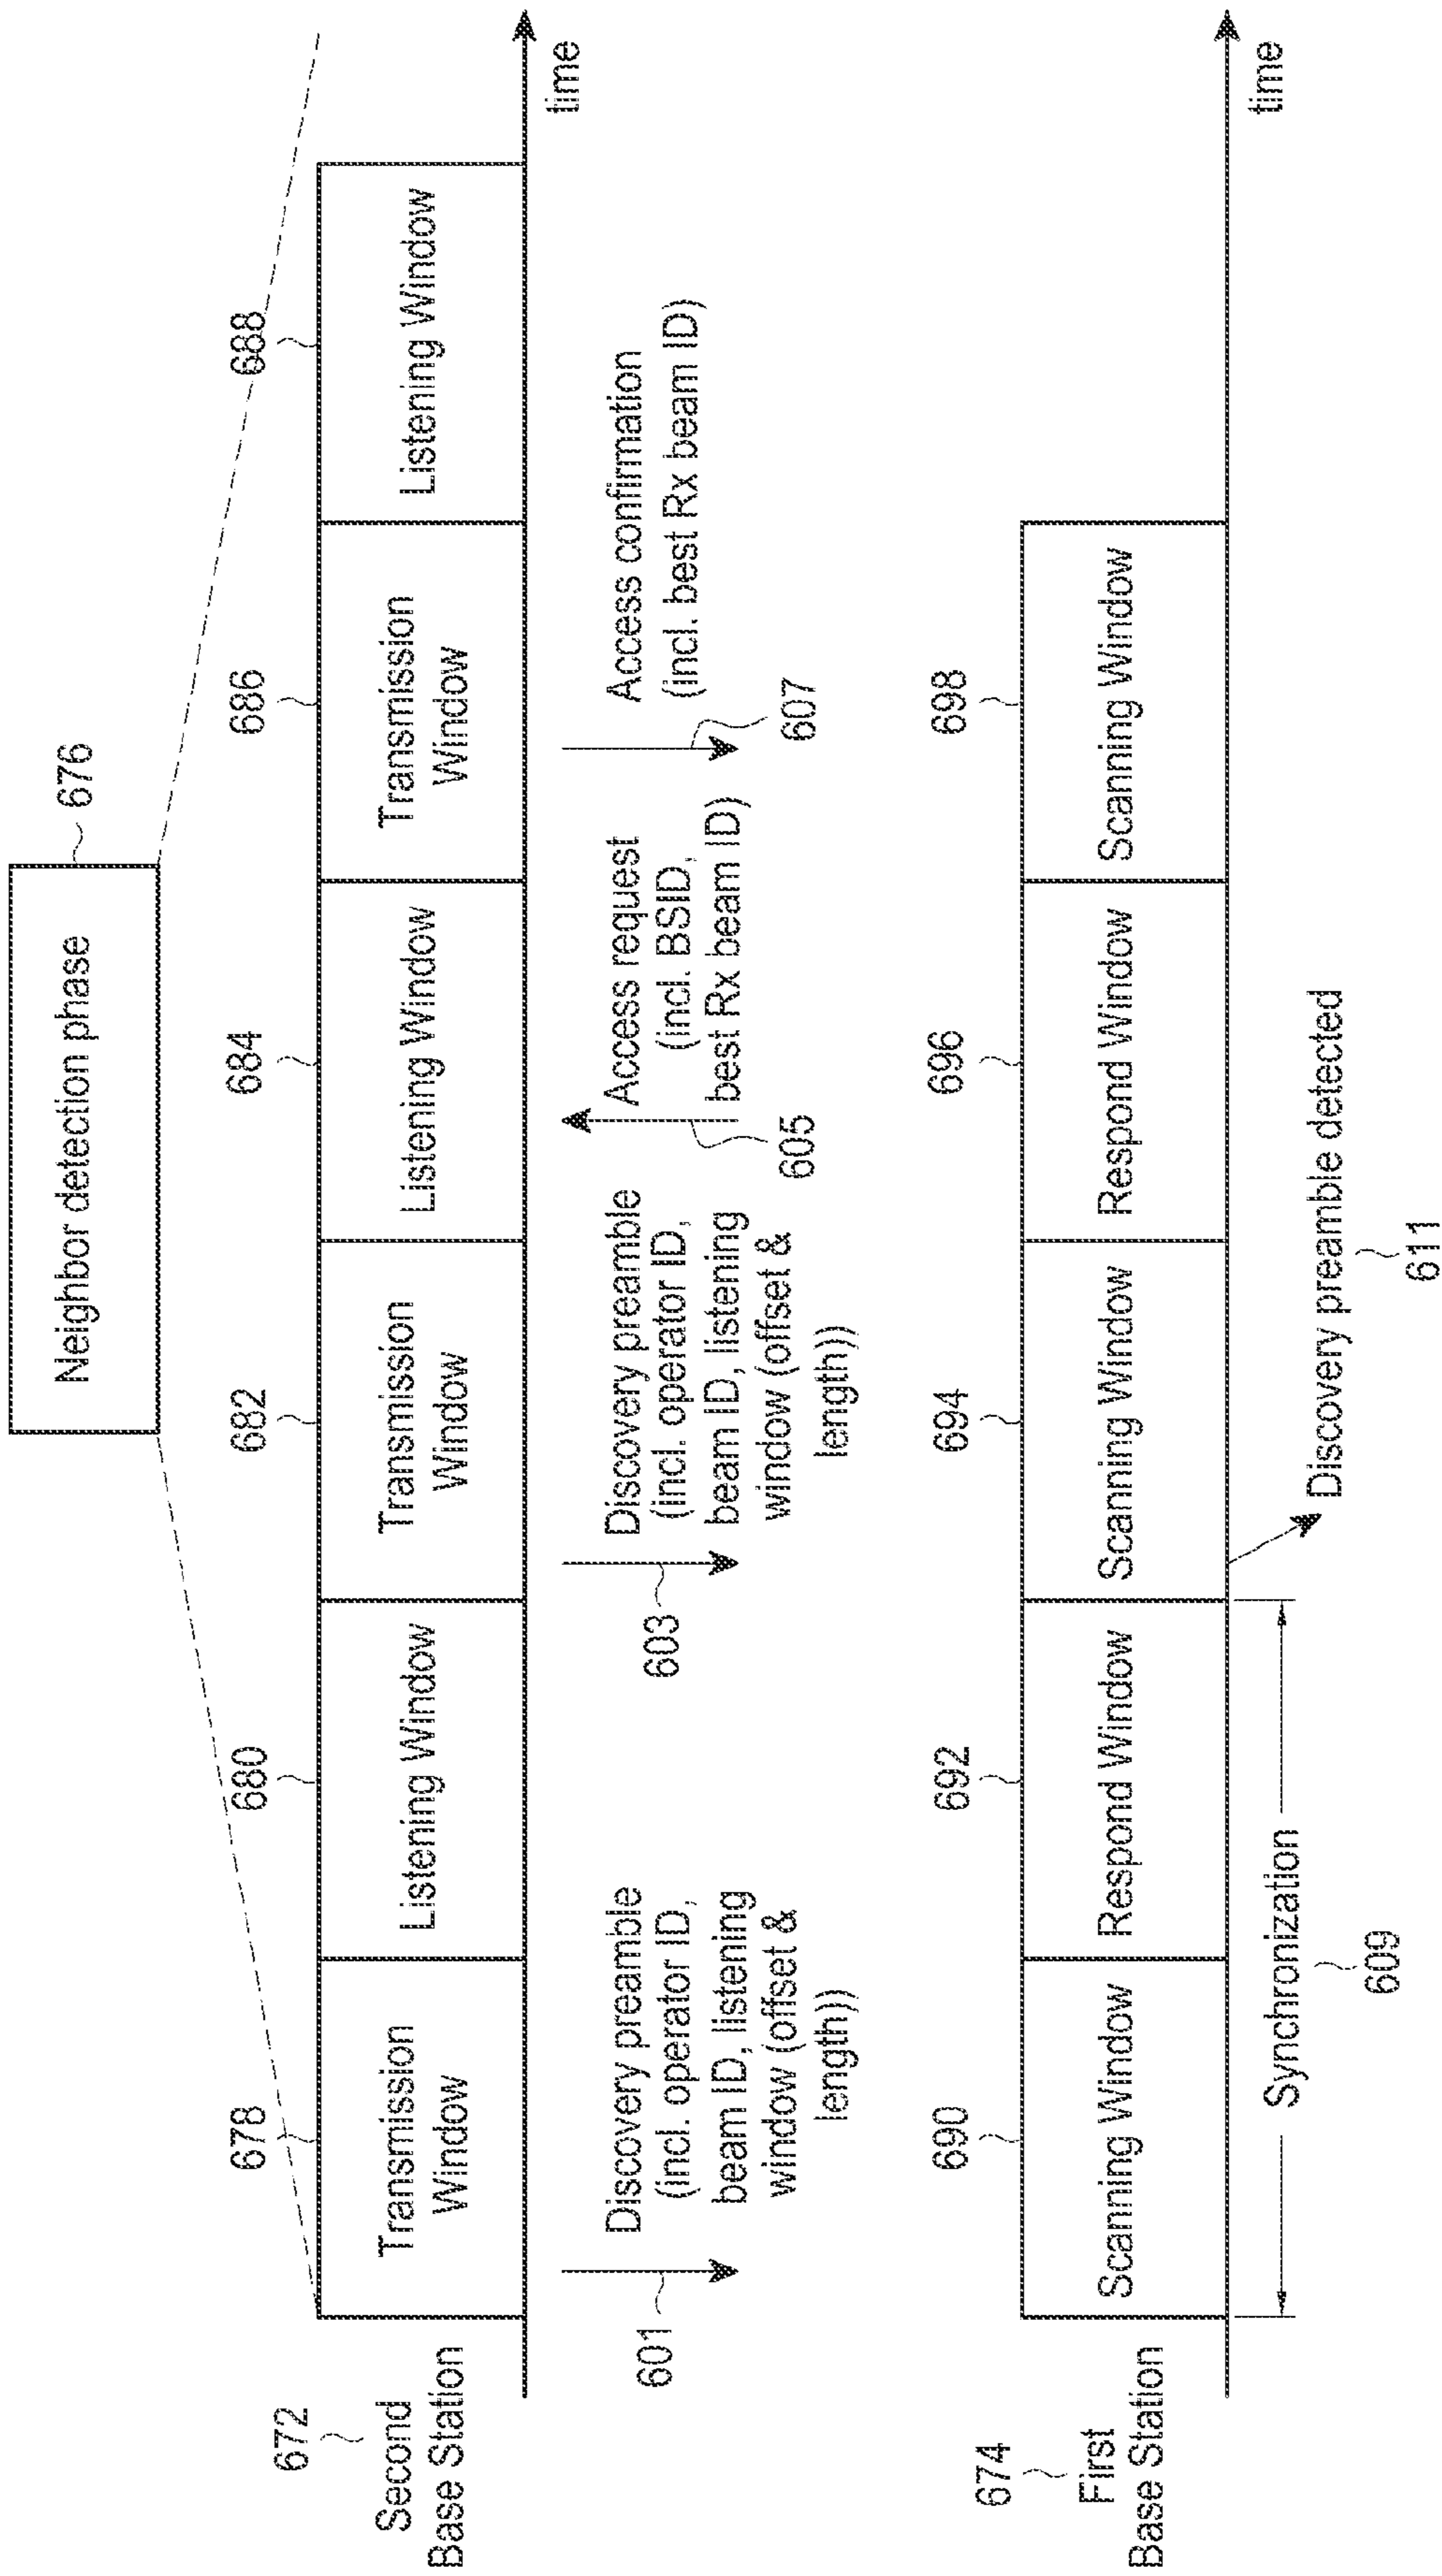 Neighbor detection phase
676
678
680
682
684
686
688
672
Second
Base Station
Transmission
Window
Listening Window
Transmission
Window
Listening Window
Transmission
Window
Listening Window
time
601
Discovery preamble
(incl. operator ID,
beam ID, listening
window (offset &
length))
603
Discovery preamble
(incl. operator ID,
beam ID, listening
window (offset &
length))
605
Access request
(incl. BSID,
best Rx beam ID)
607
Access confirmation
(incl. best Rx beam ID)
690
692
694
696
698
674
First
Base Station
Scanning Window
Respond Window
Scanning Window
Respond Window
Scanning Window
time
Synchronization
609
Discovery preamble detected
611